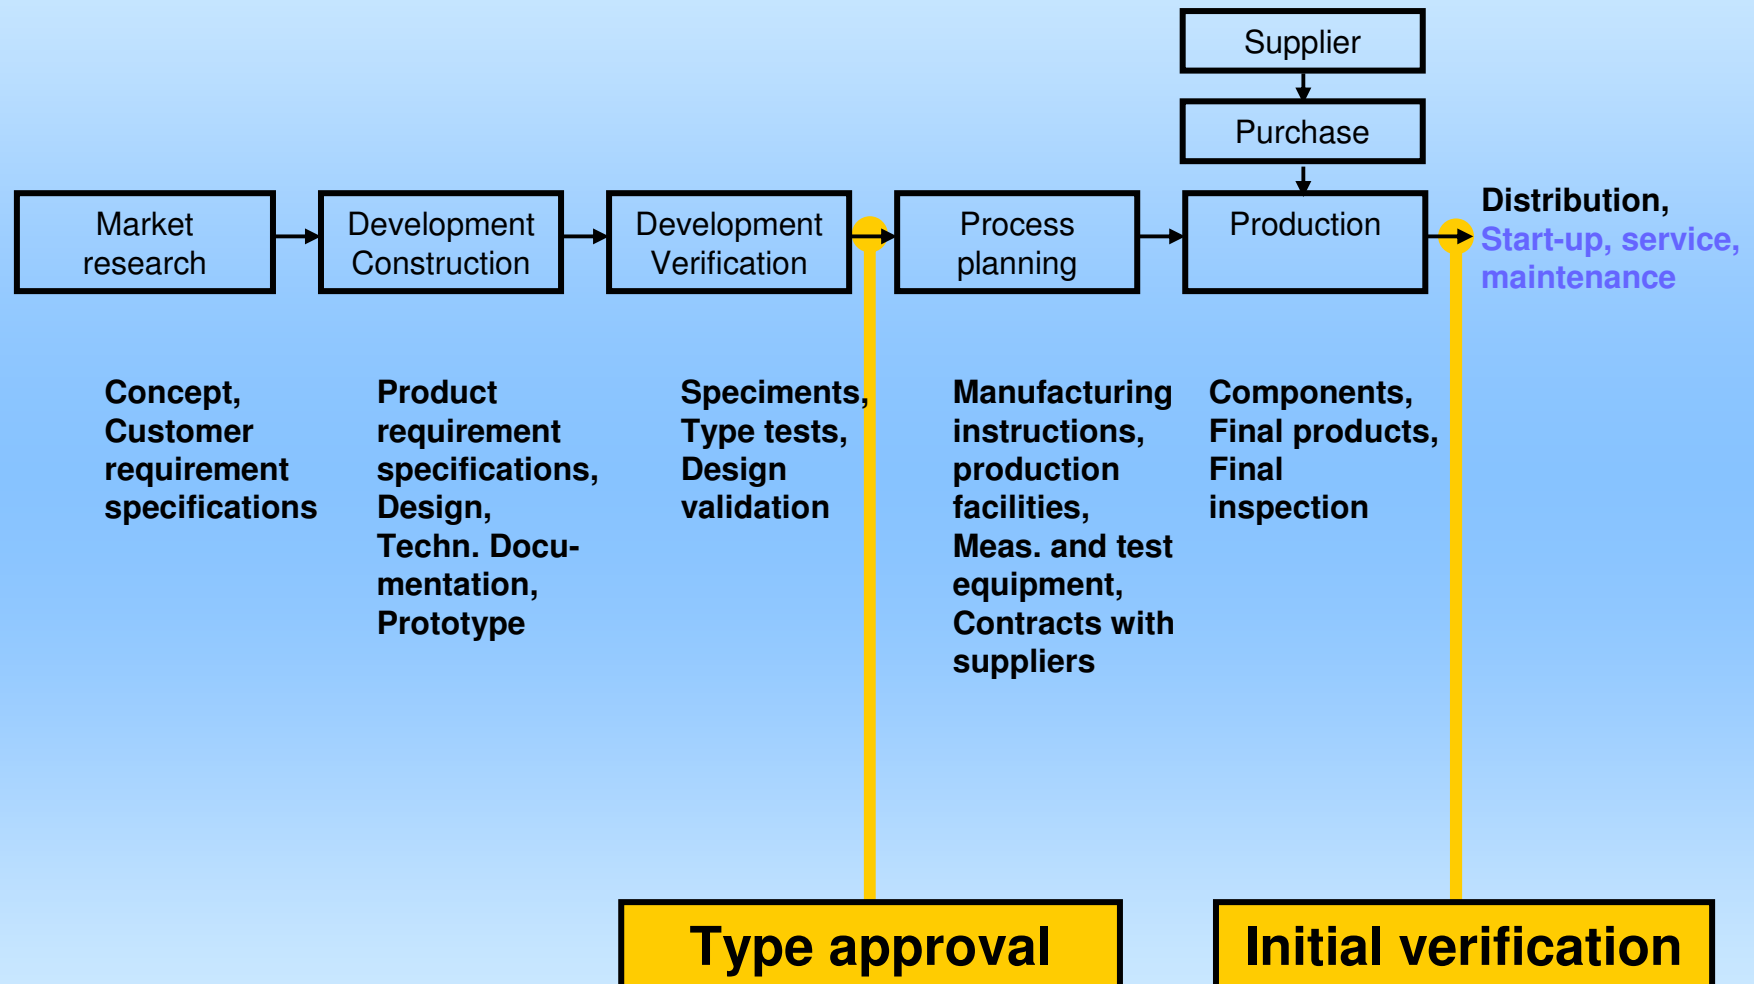 Supplier
Purchase
Market
research
Development
Construction
Development
Verification
Process
planning
Production
Distribution,
Start-up, service,
maintenance
Concept,
Customer
requirement
specifications
Product
requirement
specifications,
Design,
Techn. Docu-
mentation,
Prototype
Speciments,
Type tests,
Design
validation
Manufacturing
instructions,
production
facilities,
Meas. and test
equipment,
Contracts with
suppliers
Components,
Final products,
Final
inspection
Type approval
Initial verification